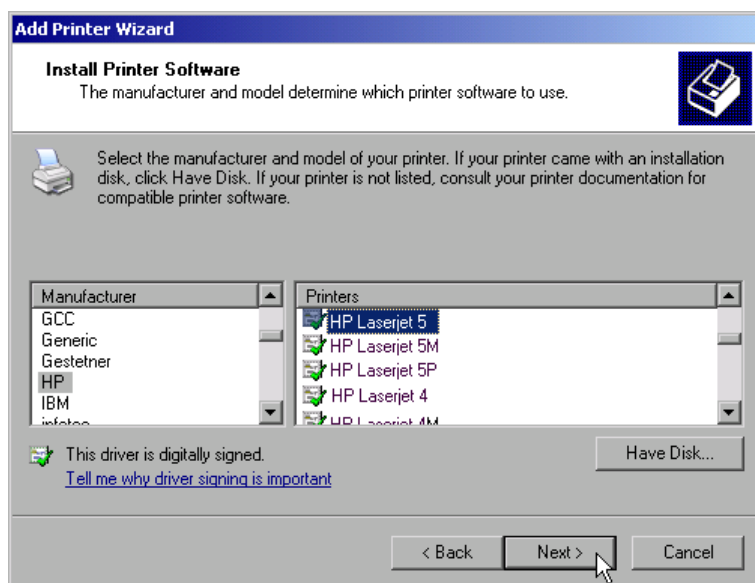 Add Printer Wizard
Install Printer Software
The manufacturer and model determine which printer software to use.
Select the manufacturer and model of your printer. If your printer came with an installation
disk, click Have Disk. If your printer is not listed, consult your printer documentation for
compatible printer software.
Manufacturer
GCC
Generic
Gestetner
HP
IBM
infotec
Printers
HP Laserjet 5
HP Laserjet 5M
HP Laserjet 5P
HP Laserjet 4
HP Laserjet 4M
This driver is digitally signed.
Tell me why driver signing is important
Have Disk...
< Back
Next >
Cancel